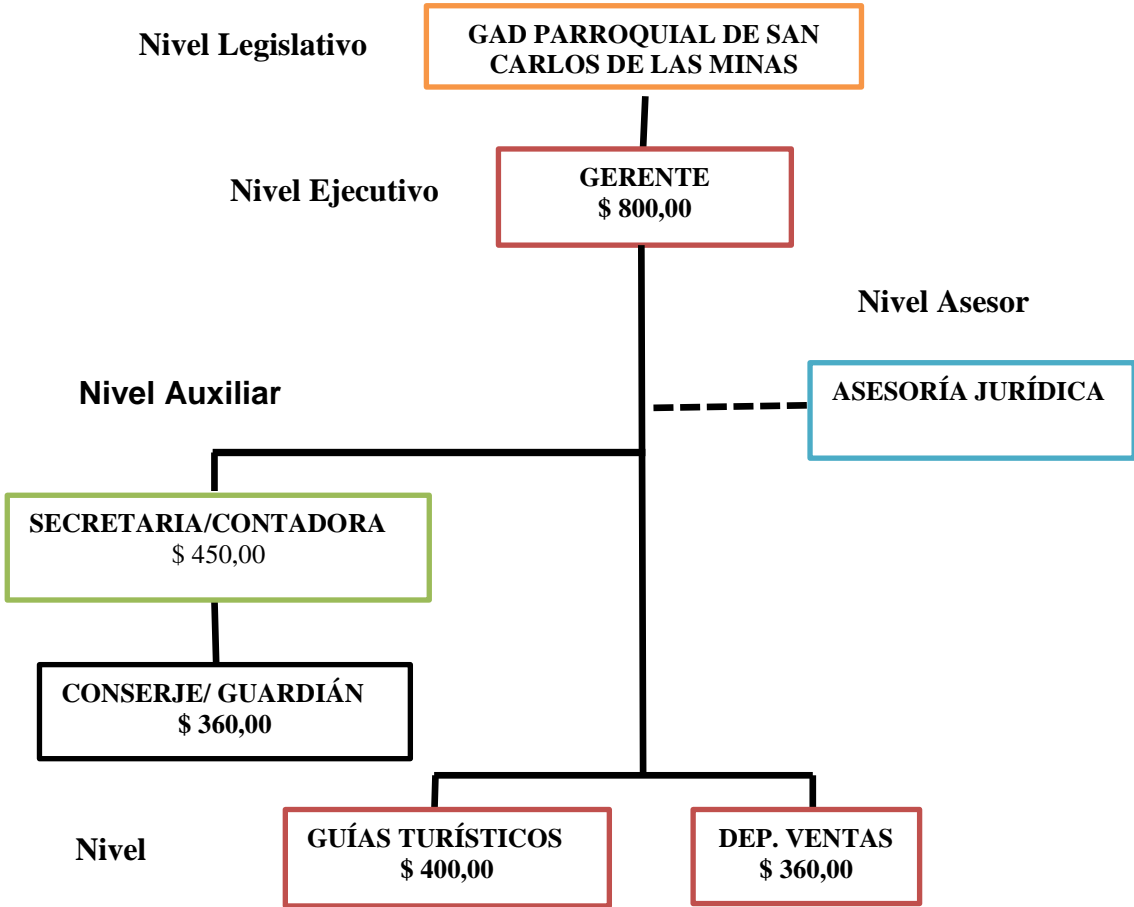 Nivel Legislativo
GAD PARROQUIAL DE SAN
CARLOS DE LAS MINAS
Nivel Ejecutivo
GERENTE
$ 800,00
Nivel Asesor
ASESORÍA JURÍDICA
Nivel Auxiliar
SECRETARIA/CONTADORA
$ 450,00
CONSERJE/ GUARDIÁN
$ 360,00
Nivel
GUÍAS TURÍSTICOS
$ 400,00
DEP. VENTAS
$ 360,00